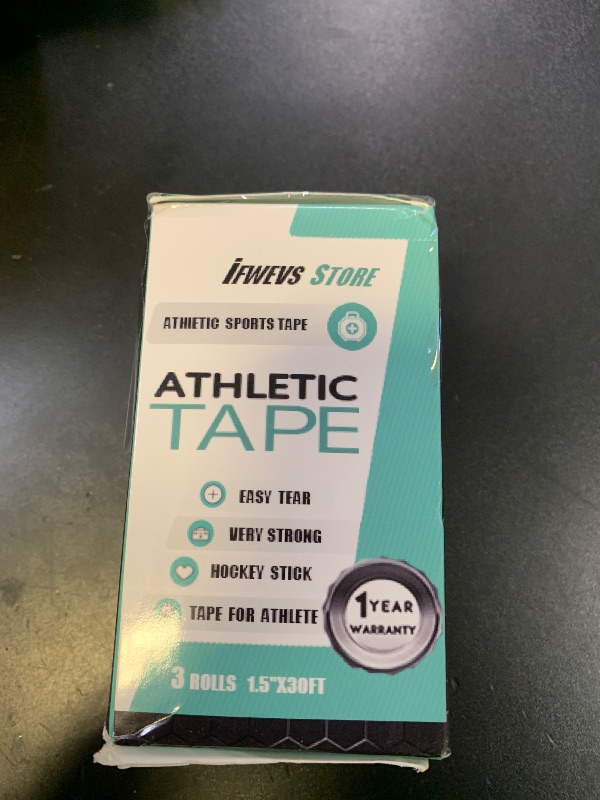 iFWEVS STORE
ATHIETIC SPORTS TAPE
ATHLETIC
TAPE
EASY TEAR
VERY STRONG
HOCKEY STICK
TAPE FOR ATHLETE
1 YEAR
WARRANTY
3 ROLLS 1.5"X30FT